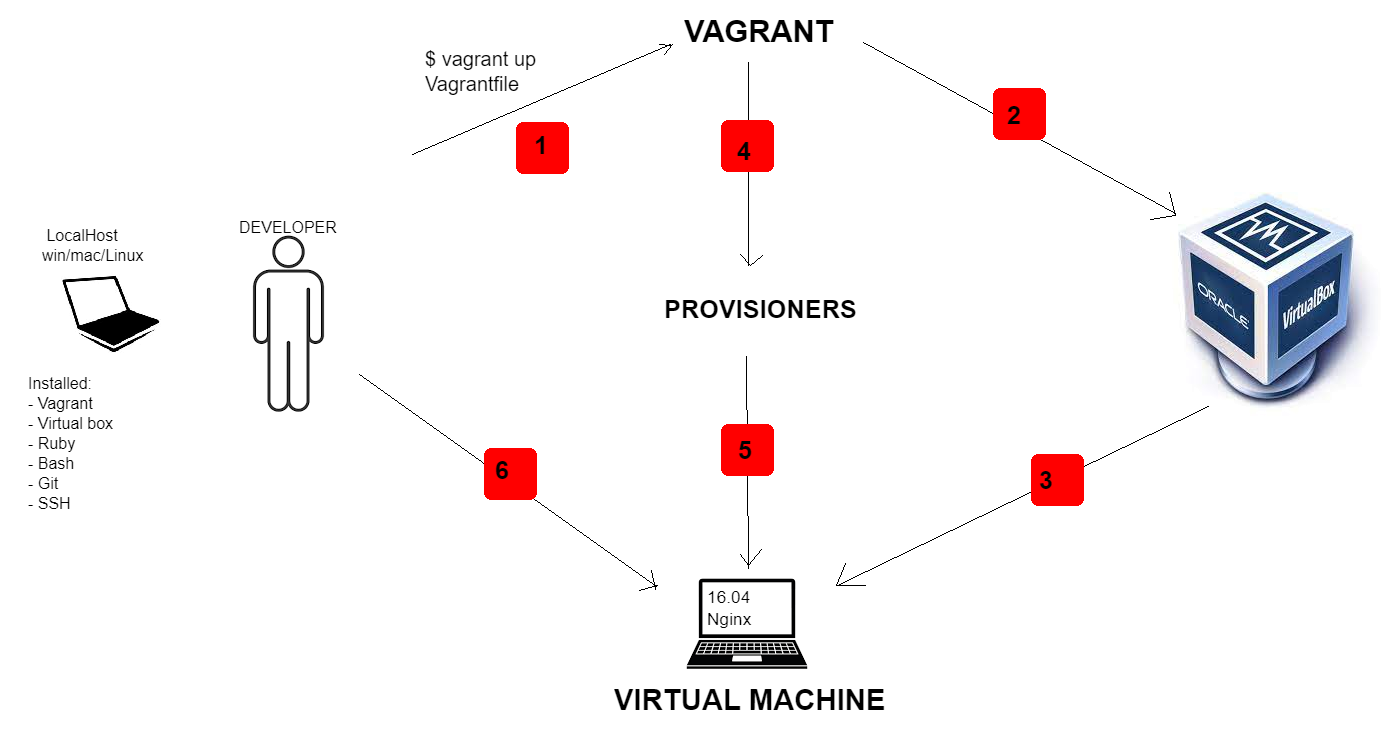 VAGRANT
$ vagrant up
Vagrantfile
1
4
2
DEVELOPER
LocalHost
win/mac/Linux
ORACLE
VirtualBox
PROVISIONERS
Installed:
- Vagrant
- Virtual box
- Ruby
- Bash
- Git
- SSH
6
5
3
16.04
Nginx
VIRTUAL MACHINE